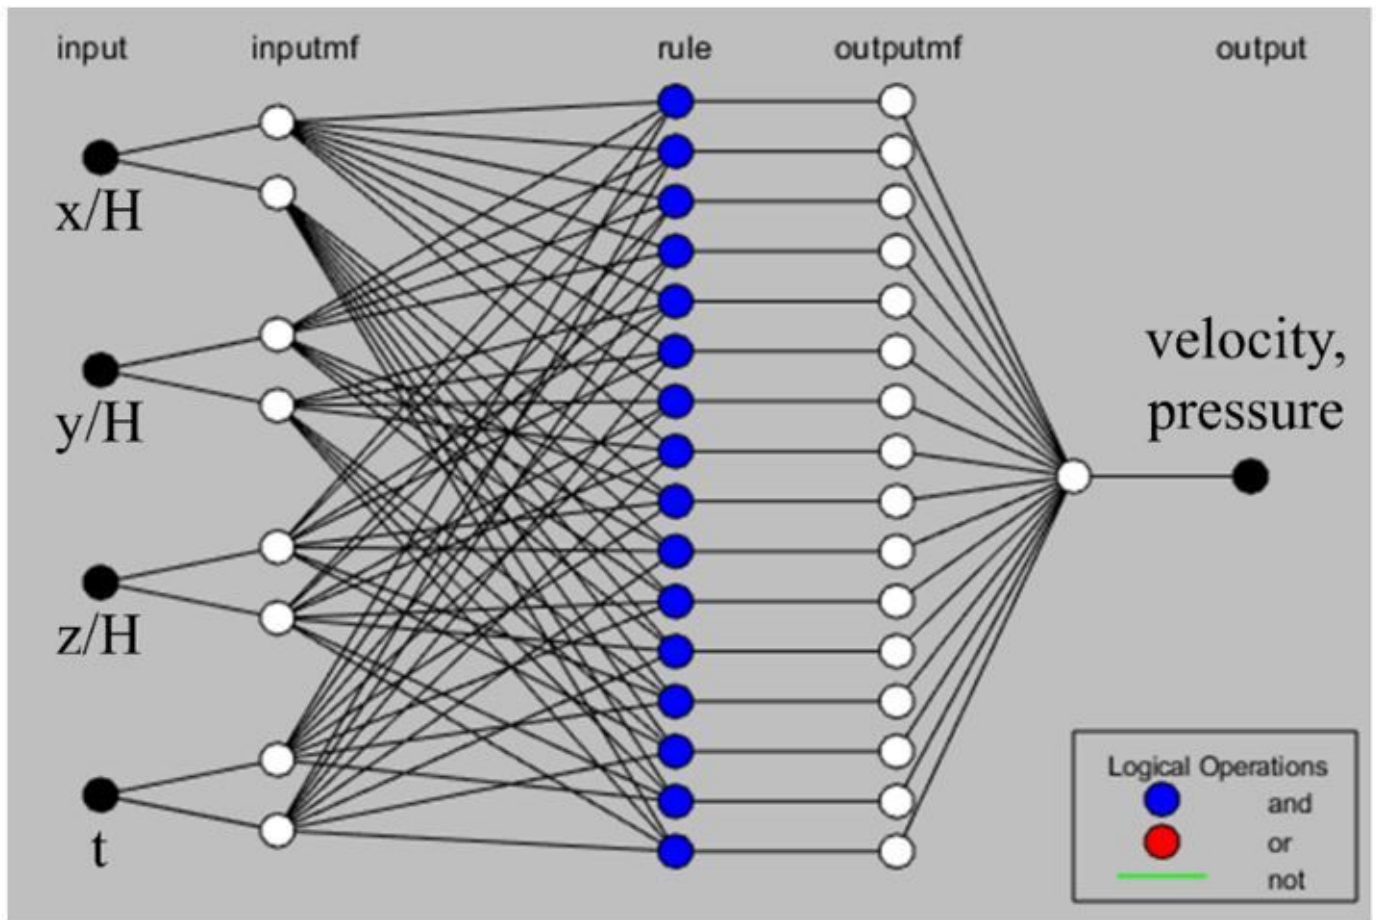 input
inputmf
rule
outputmf
output
x/H
y/H
z/H
t
velocity,
pressure
Logical Operations
and
or
not